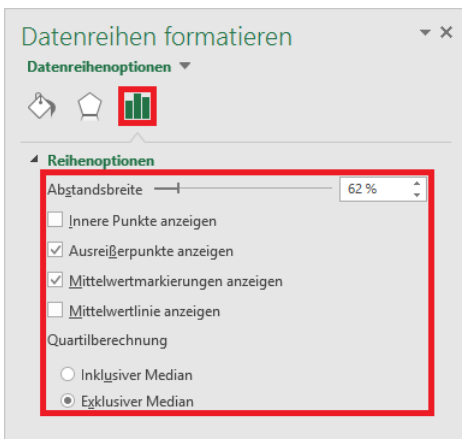 Datenreihen formatieren
Datenreihenoptionen
Reihenoptionen
Abstandsbreite 62 %
Innere Punkte anzeigen
Ausreißerpunkte anzeigen
Mittelwertmarkierungen anzeigen
Mittelwertlinie anzeigen
Quartilberechnung
Inklusiver Median
Exklusiver Median